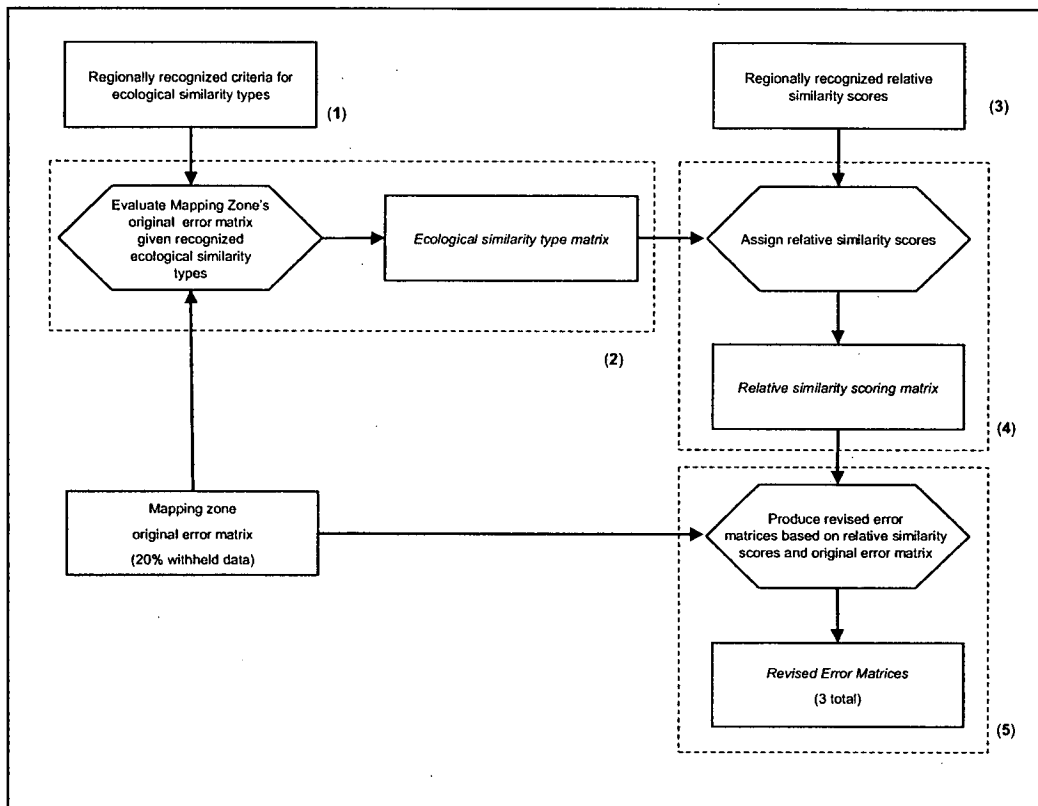 Regionally recognized criteria for
ecological similarity types
(1)
Regionally recognized relative
similarity scores
(3)
Evaluate Mapping Zone's
original error matrix
given recognized
ecological similarity
types
Ecological similarity type matrix
(2)
Assign relative similarity scores
Relative similarity scoring matrix
(4)
Mapping zone
original error matrix
(20% withheld data)
Produce revised error
matrices based on relative similarity
scores and original error matrix
Revised Error Matrices
(3 total)
(5)